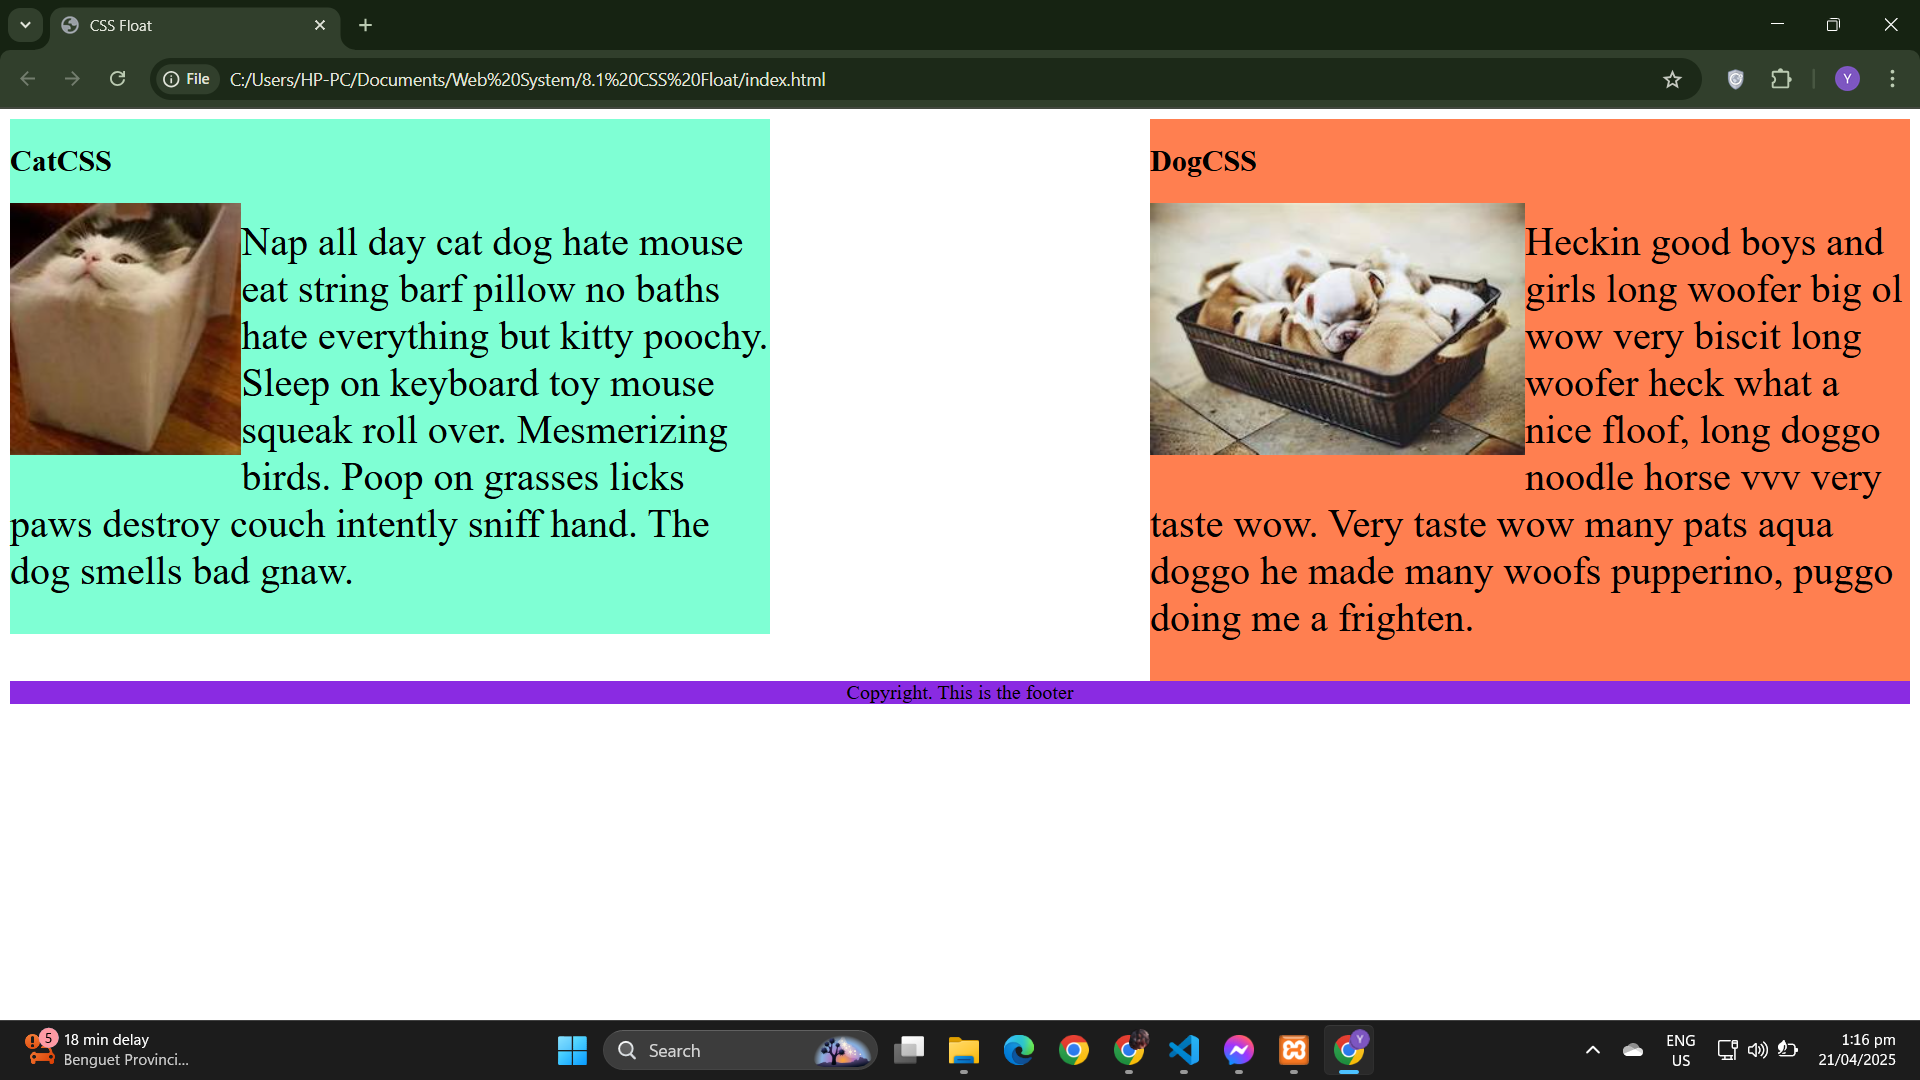 CSS Float
File
C:/Users/HP-PC/Documents/Web%20System/8.1%20CSS%20Float/index.html
Y
CatCSS
Nap all day cat dog hate mouse
eat string barf pillow no baths
hate everything but kitty poochy.
Sleep on keyboard toy mouse
squeak roll over. Mesmerizing
birds. Poop on grasses licks
paws destroy couch intently sniff hand. The
dog smells bad gnaw.
DogCSS
Heckin good boys and
girls long woofer big ol
wow very biscit long
woofer heck what a
nice floof, long doggo
noodle horse vvv very
taste wow. Very taste wow many pats aqua
doggo he made many woofs pupperino, puggo
doing me a frighten.
Copyright. This is the footer
5
18 min delay
Benguet Provinci...
Search
Y
ENG
US
1:16 pm
21/04/2025